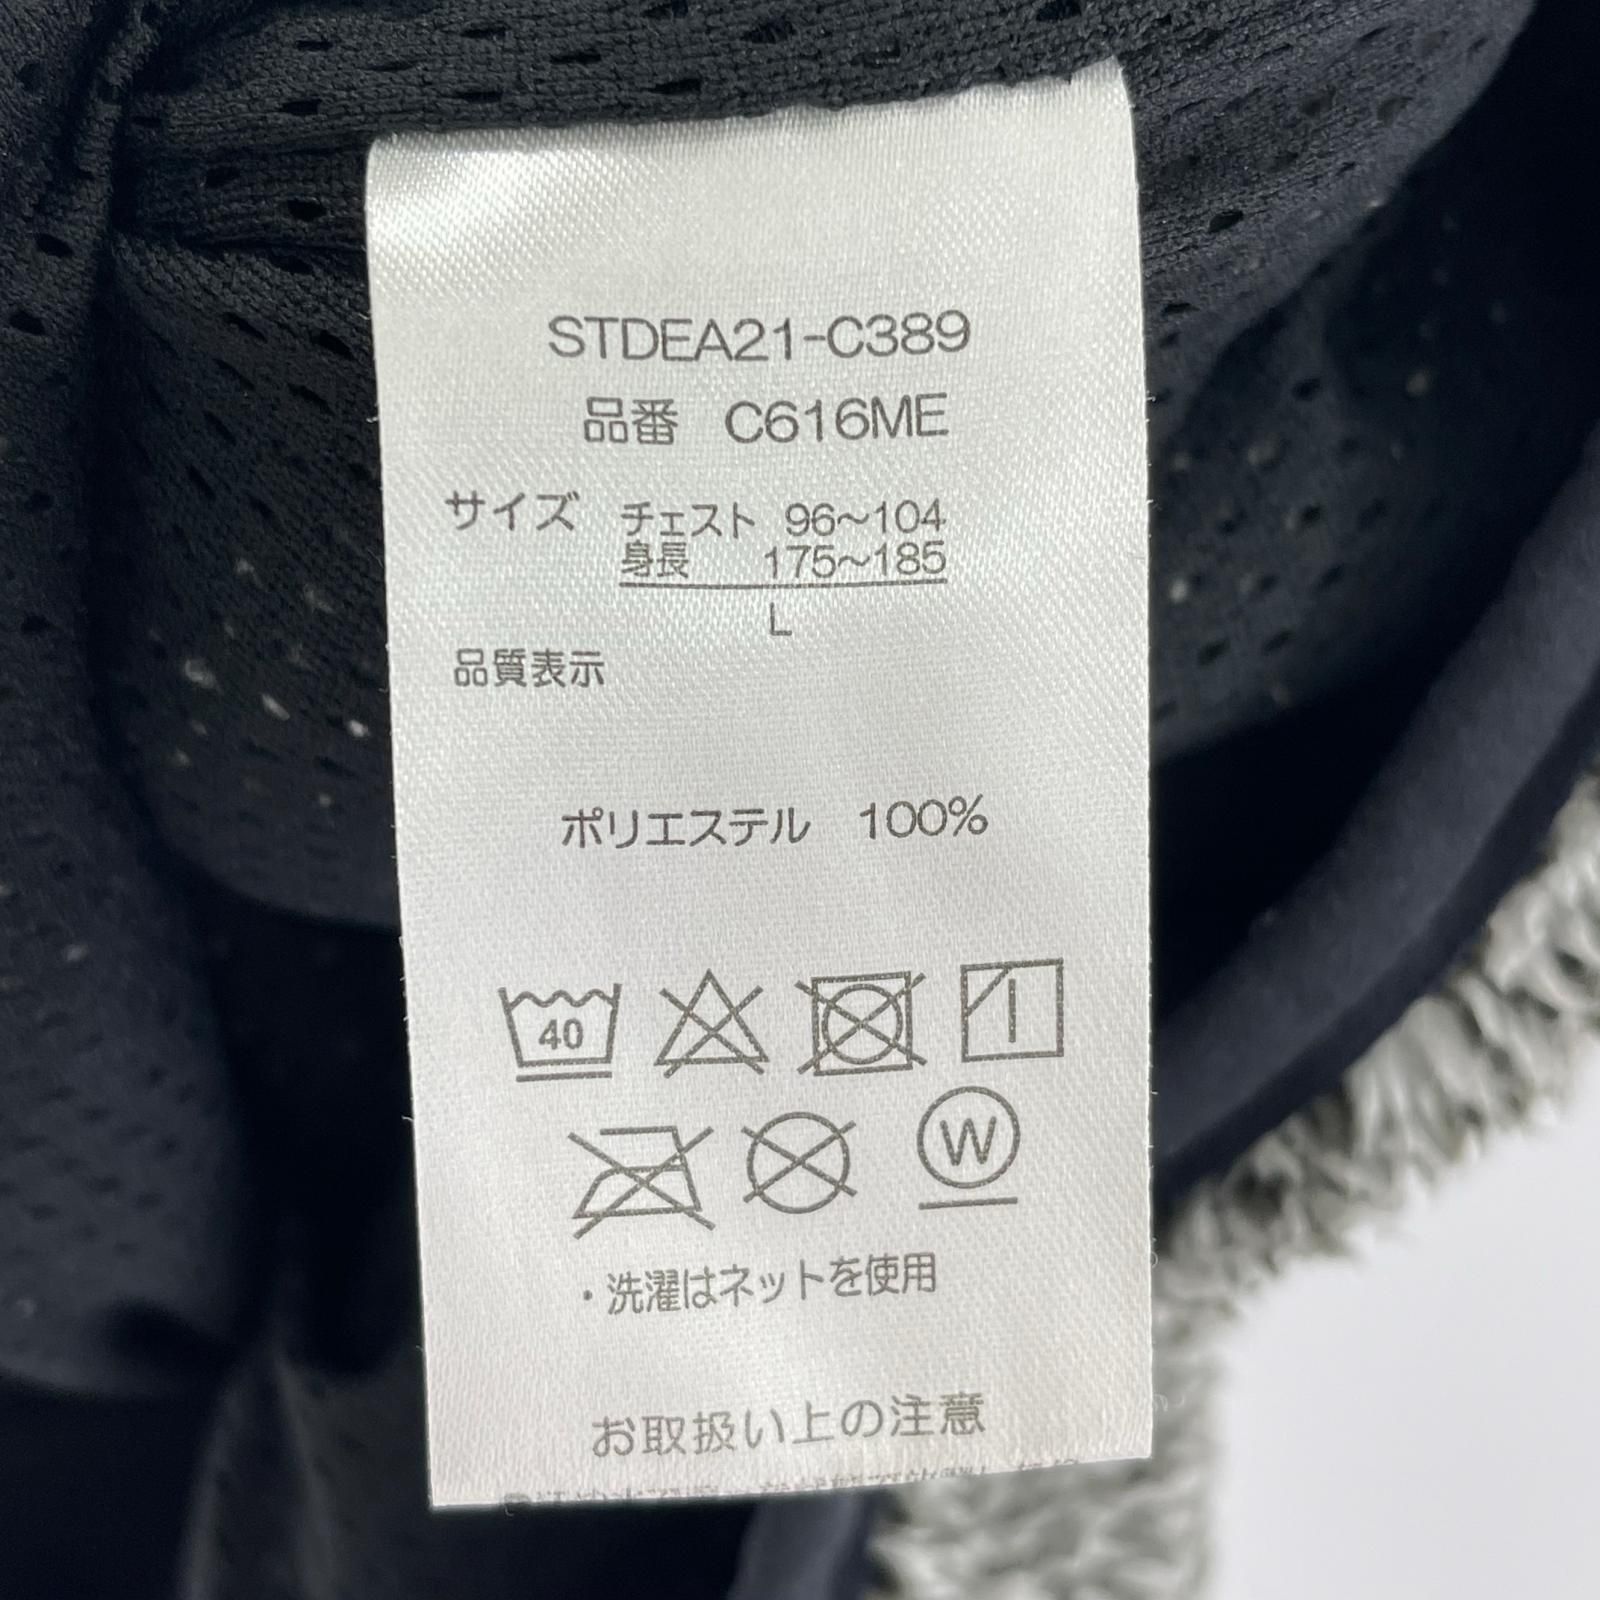 STDEA21-C389
品番 C616ME
サイズ チェスト 96～104
身長 175～185
L
品質表示
ポリエステル 100%
40
W
・洗濯はネットを使用
お取扱い上の注意